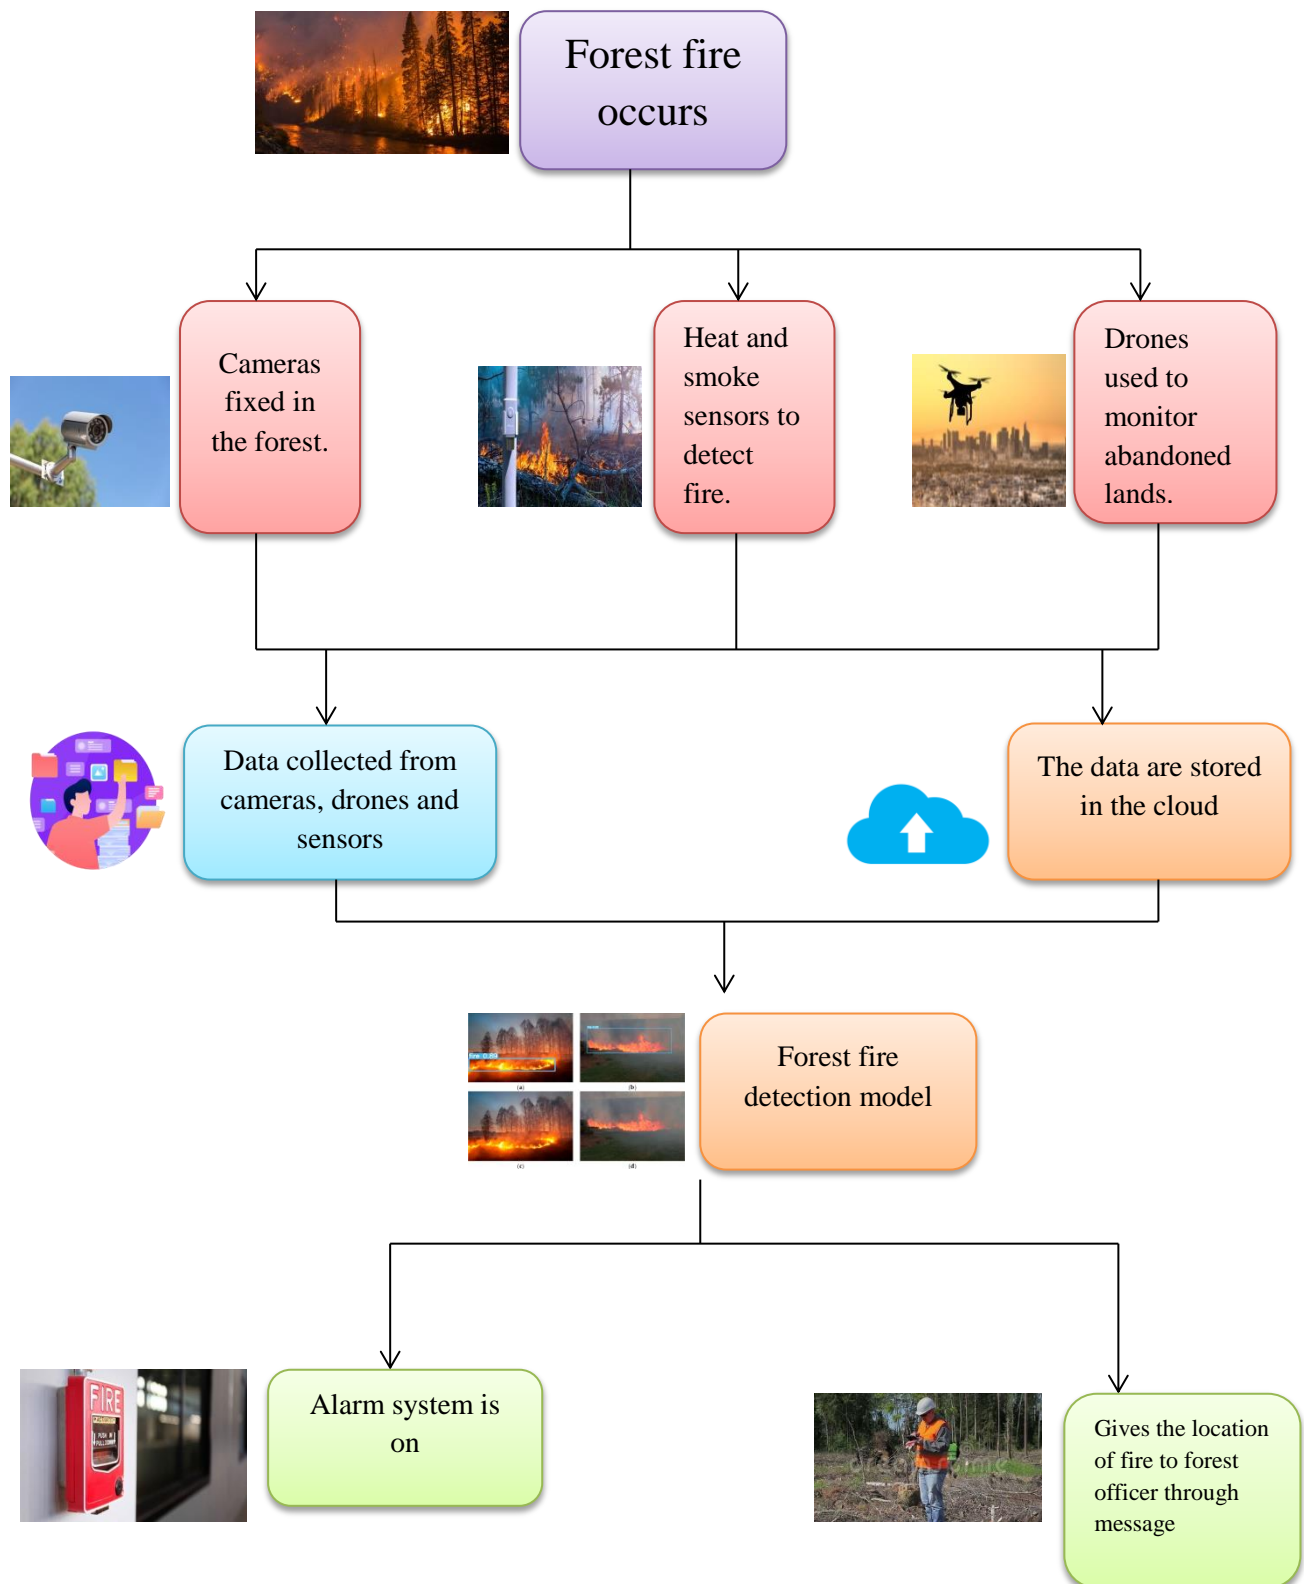 Forest fire
occurs
Cameras
fixed in
the forest.
Heat and
smoke
sensors to
detect
fire.
Drones
used to
monitor
abandoned
lands.
Data collected from
cameras, drones and
sensors
The data are stored
in the cloud
(a)
(b)
(c)
(d)
Forest fire
detection model
FIRE
Alarm system is
on
Gives the location
of fire to forest
officer through
message